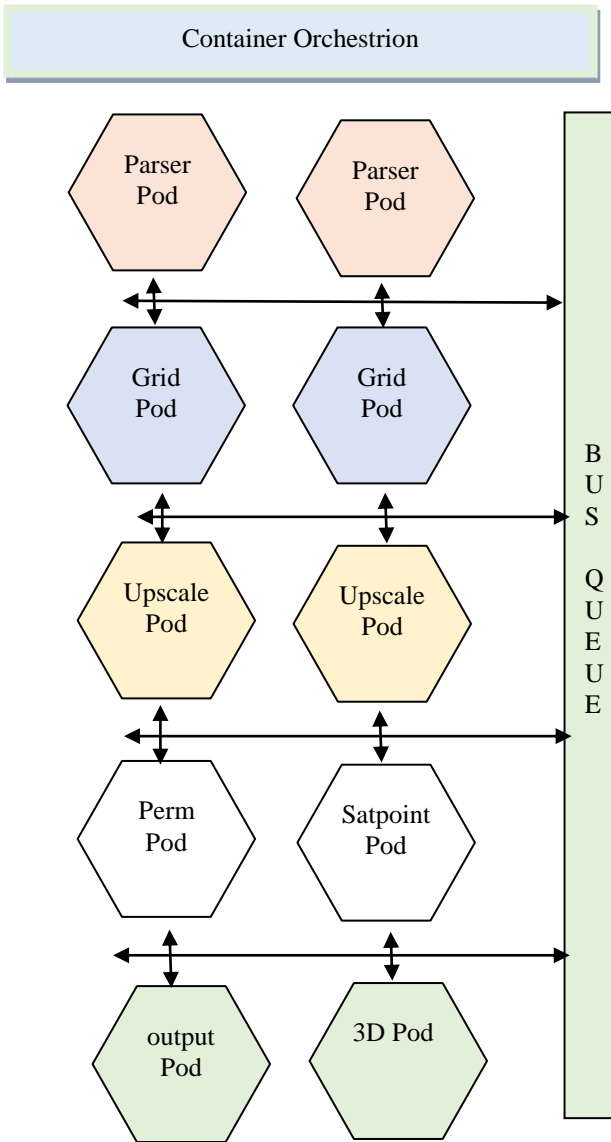 Container Orchestrion
Parser
Pod
Parser
Pod
Grid
Pod
Grid
Pod
B
U
S
Q
U
E
U
E
Upscale
Pod
Upscale
Pod
Perm
Pod
Satpoint
Pod
output
Pod
3D Pod